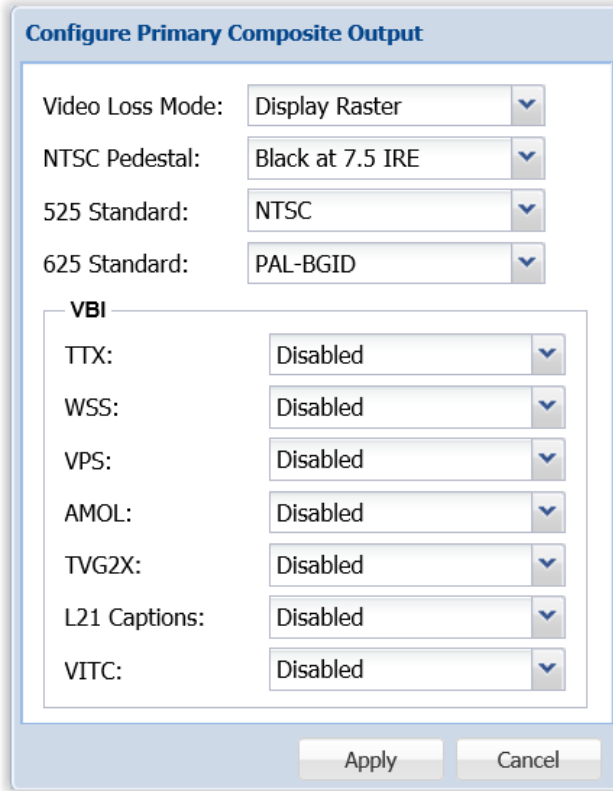 Configure Primary Composite Output
Video Loss Mode: Display Raster
NTSC Pedestal: Black at 7.5 IRE
525 Standard: NTSC
625 Standard: PAL-BGID
VBI
TTX: Disabled
WSS: Disabled
VPS: Disabled
AMOL: Disabled
TVG2X: Disabled
L21 Captions: Disabled
VITC: Disabled
Apply Cancel